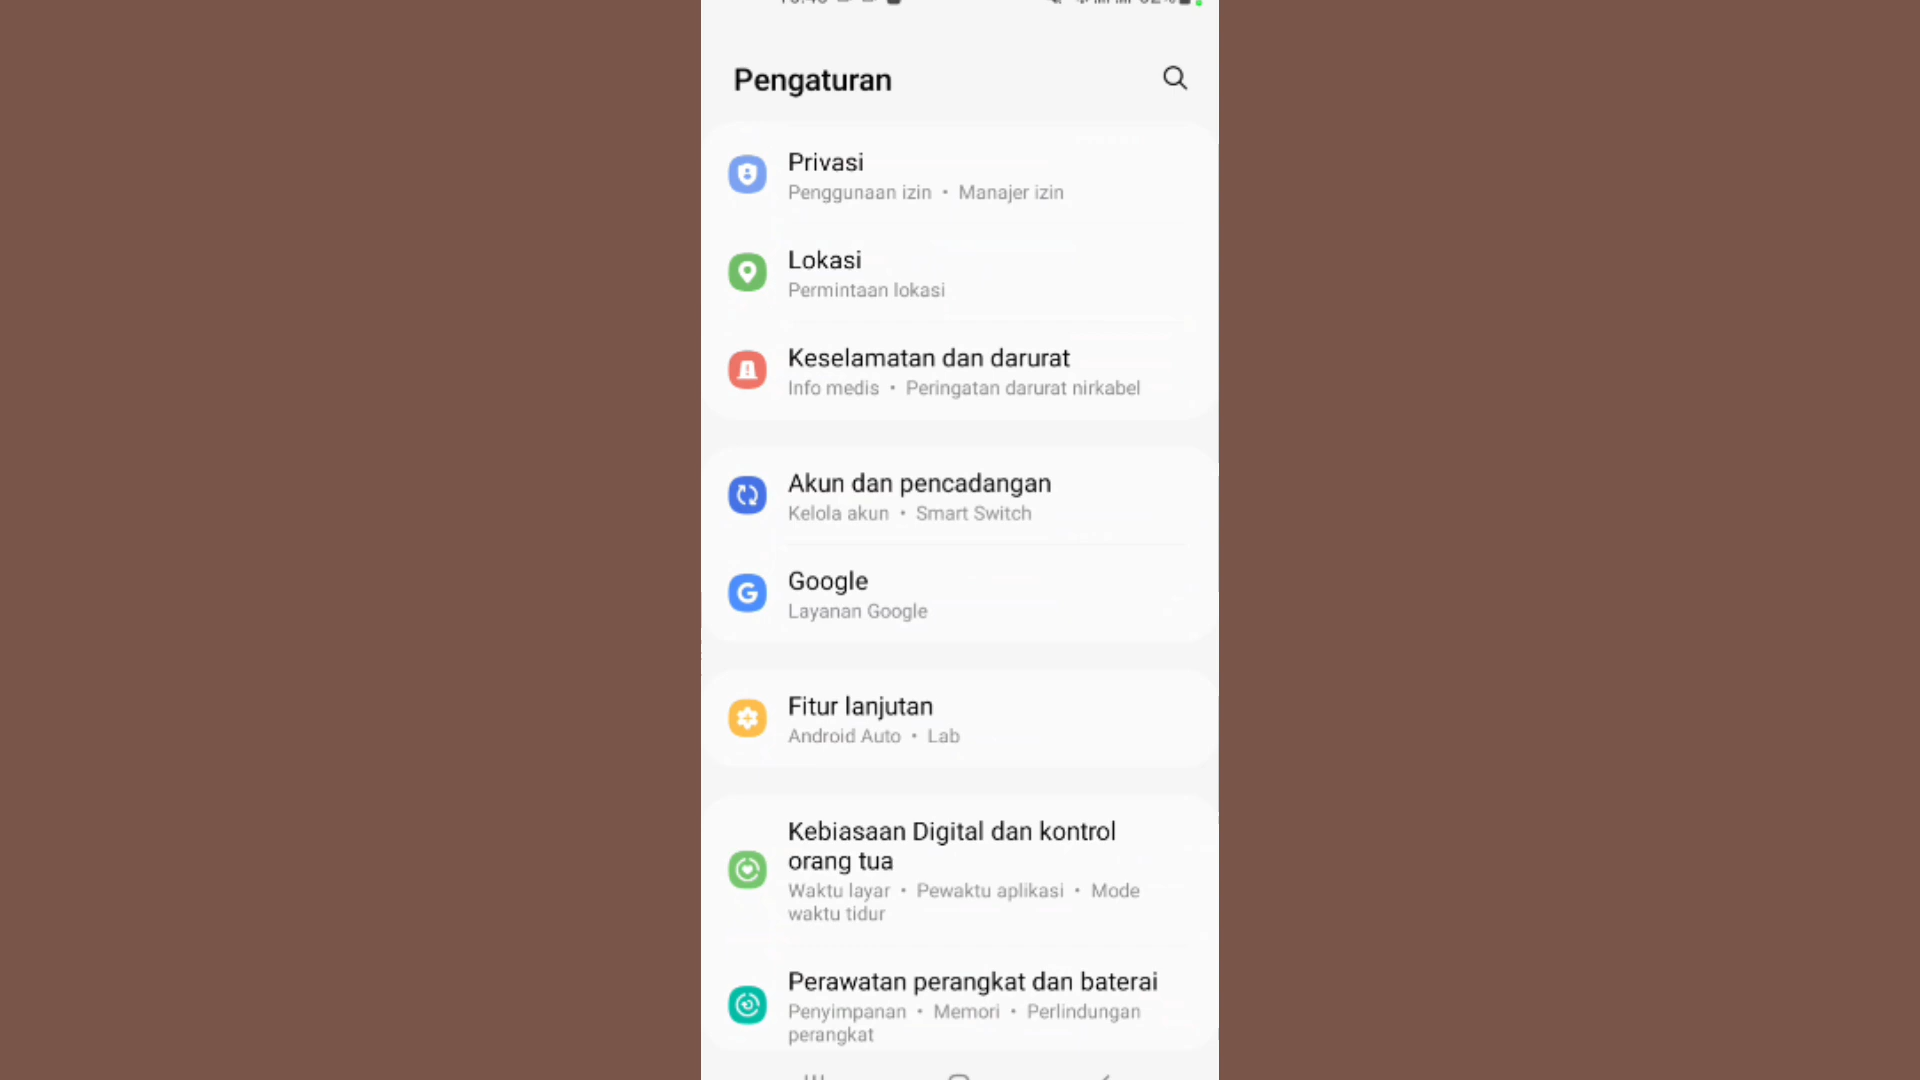 Pengaturan
Privasi
Penggunaan izin • Manajer izin
Lokasi
Permintaan lokasi
Keselamatan dan darurat
Info medis • Peringatan darurat nirkabel
Akun dan pencadangan
Kelola akun • Smart Switch
Google
Layanan Google
Fitur lanjutan
Android Auto • Lab
Kebiasaan Digital dan kontrol
orang tua
Waktu layar • Pewaktu aplikasi • Mode
waktu tidur
Perawatan perangkat dan baterai
Penyimpanan • Memori • Perlindungan
perangkat